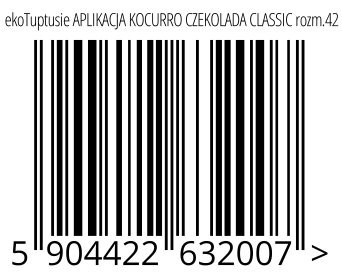 ekoTuptusie APLIKACJA KOCURRO CZEKOLADA CLASSIC rozm.42
5 904422 632007 >